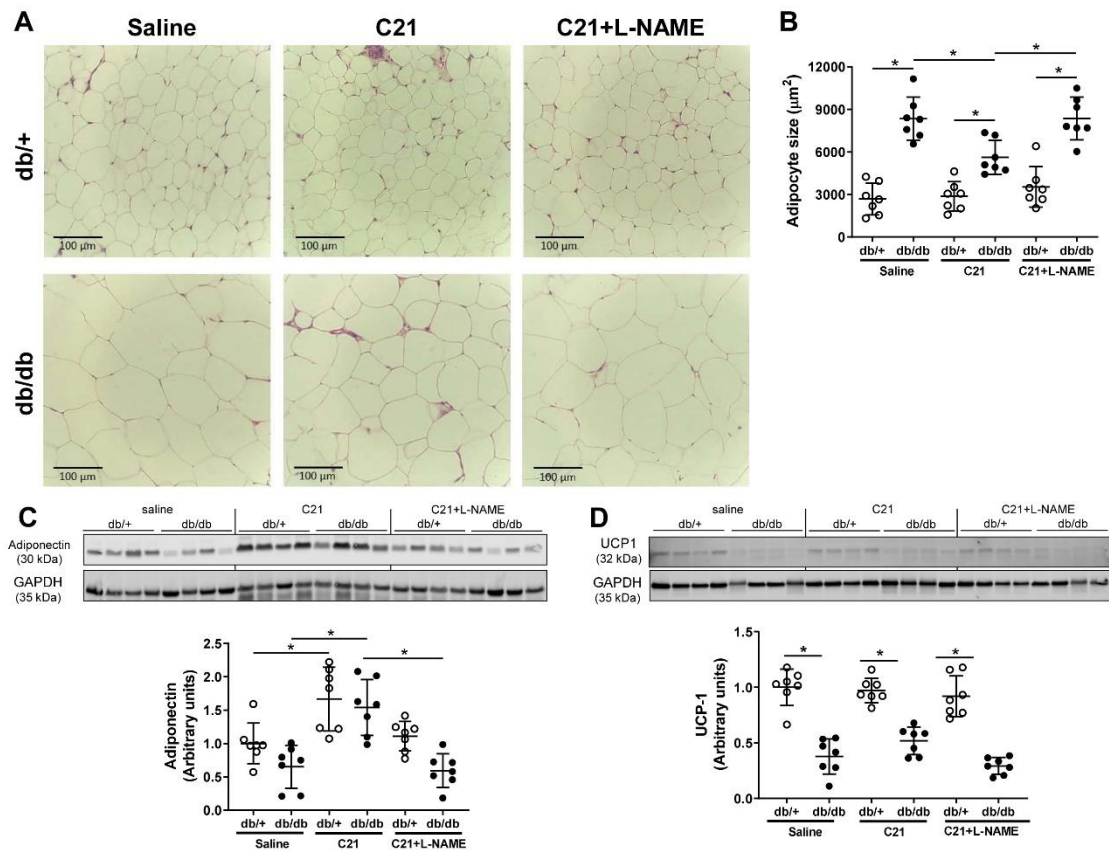 A
Saline
C21
C21+L-NAME
db/+
100 µm
100 µm
100 µm
db/db
100 µm
100 µm
100 µm
B
Adipocyte size (µm²)
12000
9000
6000
3000
0
*
*
*
*
*
db/+ db/db db/+ db/db db/+ db/db
Saline C21 C21+L-NAME
C
saline C21 C21+L-NAME
db/+ db/db db/+ db/db db/+ db/db
Adiponectin
(30 kDa)
GAPDH
(35 kDa)
Adiponectin
(Arbitrary units)
2.5
2.0
1.5
1.0
0.5
0.0
*
*
*
db/+ db/db db/+ db/db db/+ db/db
Saline C21 C21+L-NAME
D
saline C21 C21+L-NAME
db/+ db/db db/+ db/db db/+ db/db
UCP1
(32 kDa)
GAPDH
(35 kDa)
UCP-1
(Arbitrary units)
1.5
1.0
0.5
0.0
* * *
db/+ db/db db/+ db/db db/+ db/db
Saline C21 C21+L-NAME